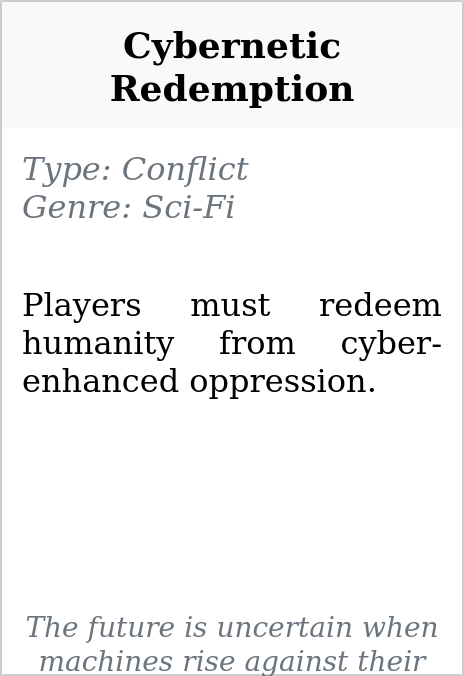 Cybernetic
Redemption
Type: Conflict
Genre: Sci-Fi
Players must redeem
humanity from cyber-
enhanced oppression.
The future is uncertain when
machines rise against their